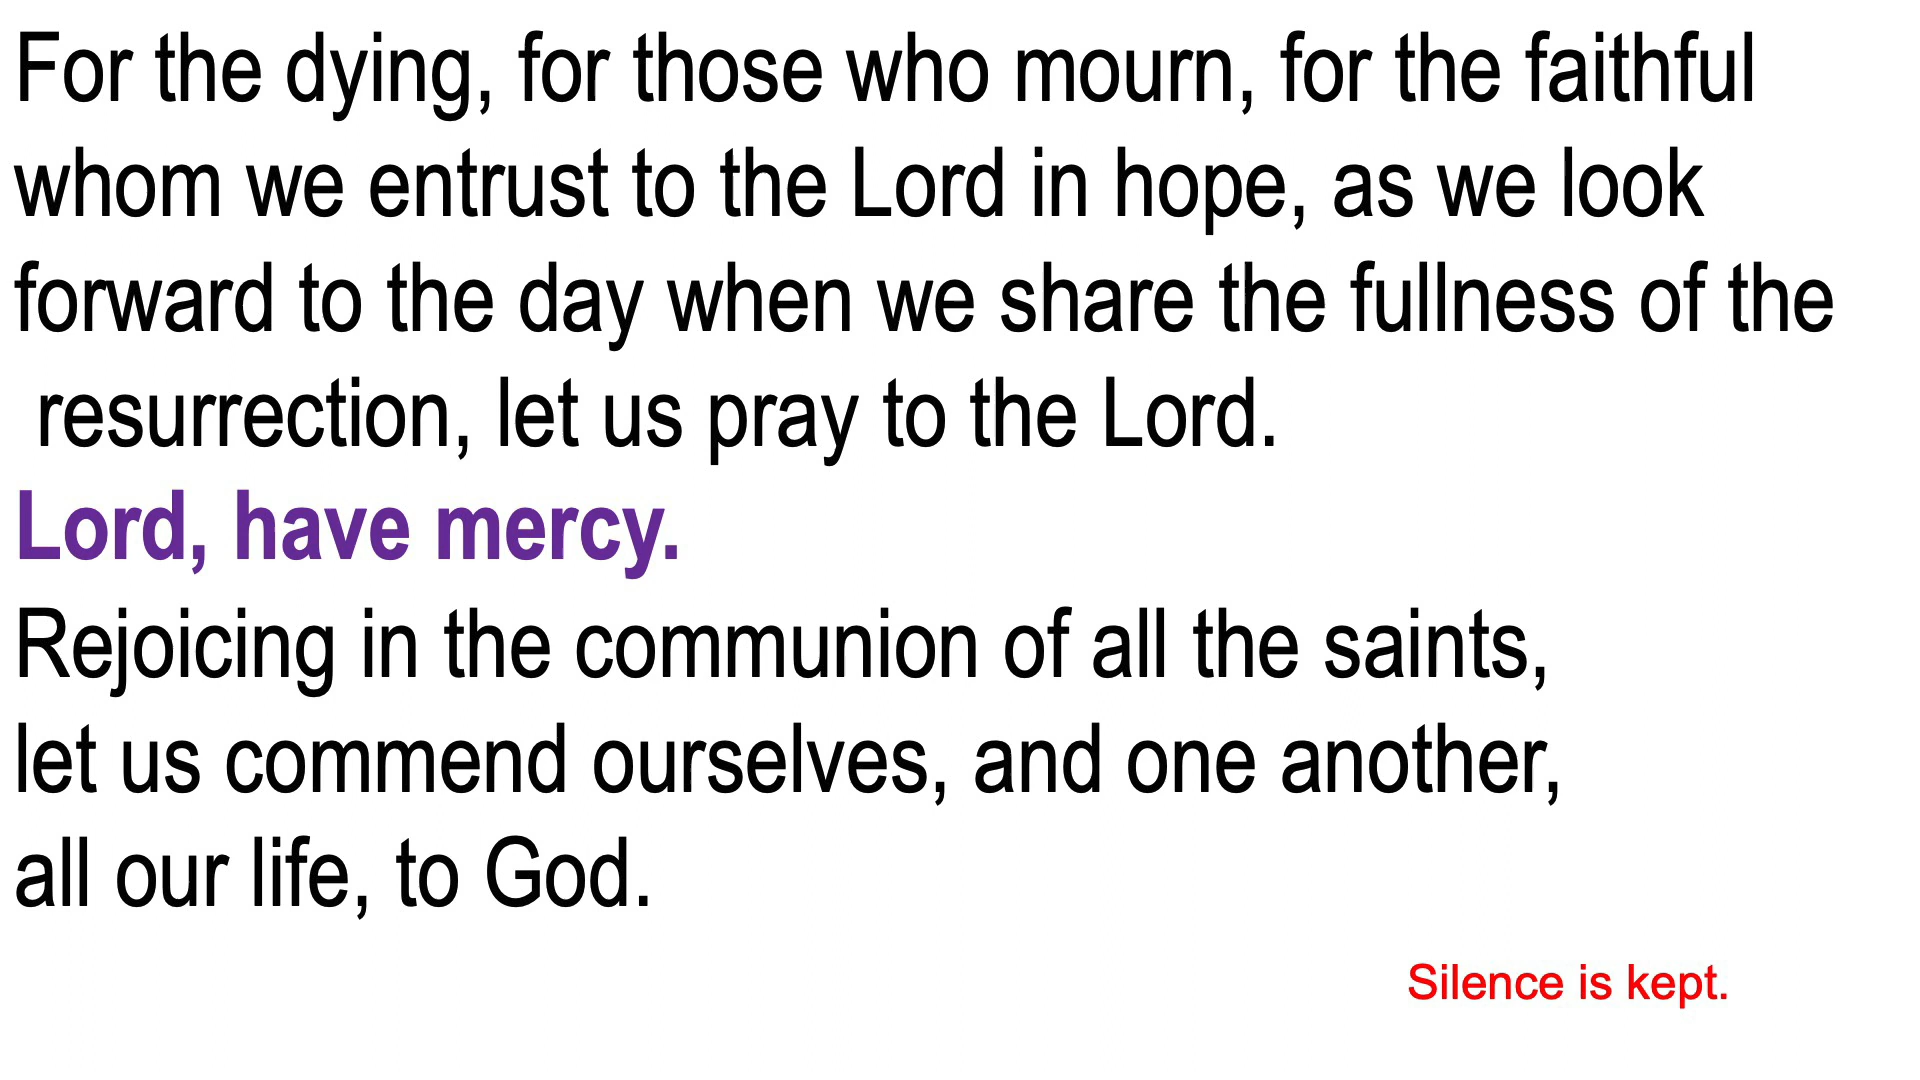 For the dying, for those who mourn, for the faithful
whom we entrust to the Lord in hope, as we look
forward to the day when we share the fullness of the
resurrection, let us pray to the Lord.
Lord, have mercy.
Rejoicing in the communion of all the saints,
let us commend ourselves, and one another,
all our life, to God.
Silence is kept.